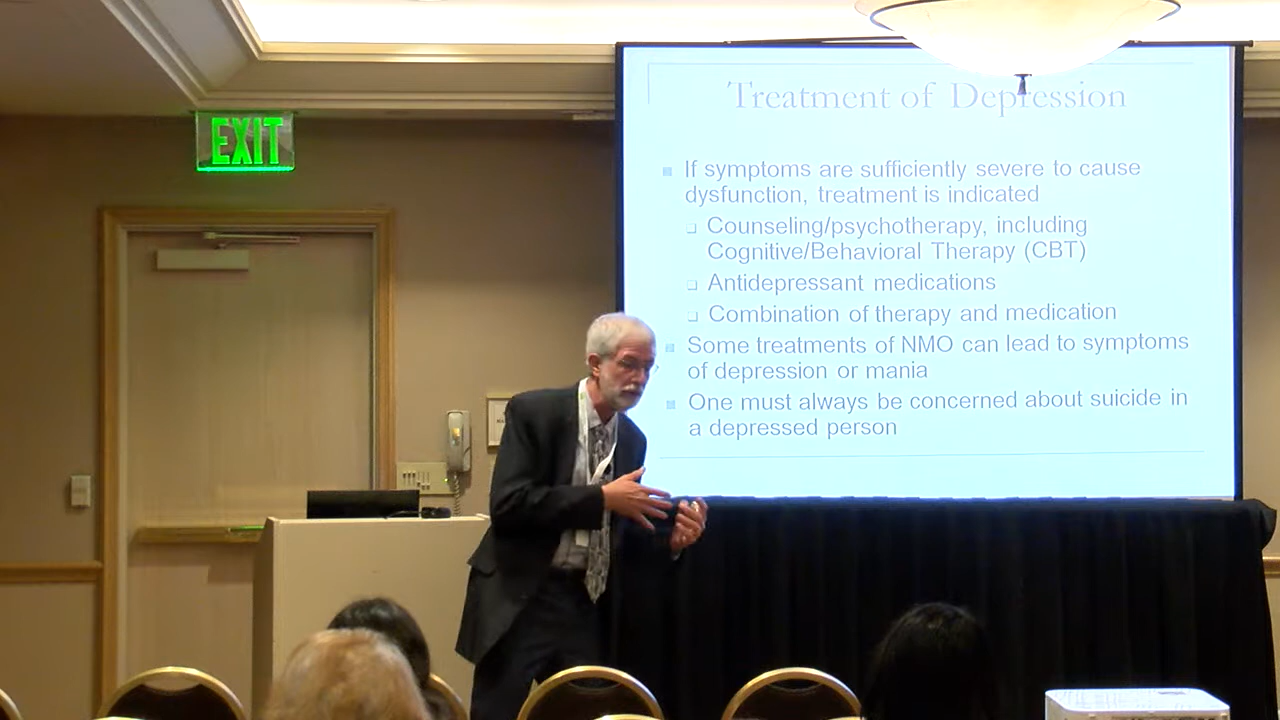 EXIT
Treatment of Depression
If symptoms are sufficiently severe to cause
dysfunction, treatment is indicated
Counseling/psychotherapy, including
Cognitive/Behavioral Therapy (CBT)
Antidepressant medications
Combination of therapy and medication
Some treatments of NMO can lead to symptoms
of depression or mania
One must always be concerned about suicide in
a depressed person